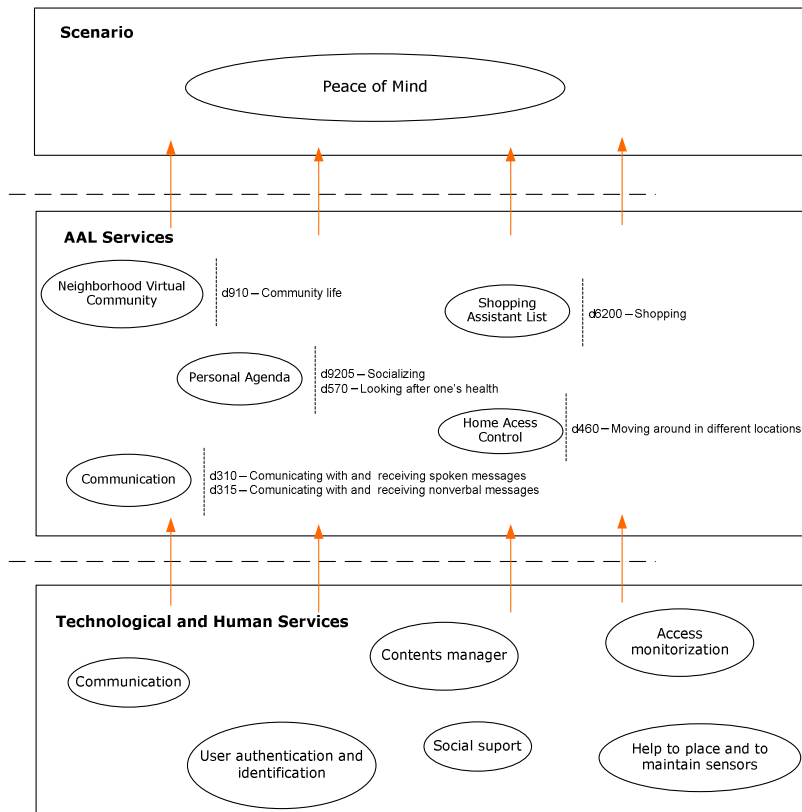 Scenario
Peace of Mind
AAL Services
Neighborhood Virtual
Community
d910 – Community life
Shopping
Assistant List
d6200 – Shopping
Personal Agenda
d9205 – Socializing
d570 – Looking after one's health
Home Acess
Control
d460 – Moving around in different locations
Communication
d310 – Comunicating with and receiving spoken messages
d315 – Comunicating with and receiving nonverbal messages
Technological and Human Services
Communication
Contents manager
Access
monitorization
User authentication and
identification
Social suport
Help to place and to
maintain sensors